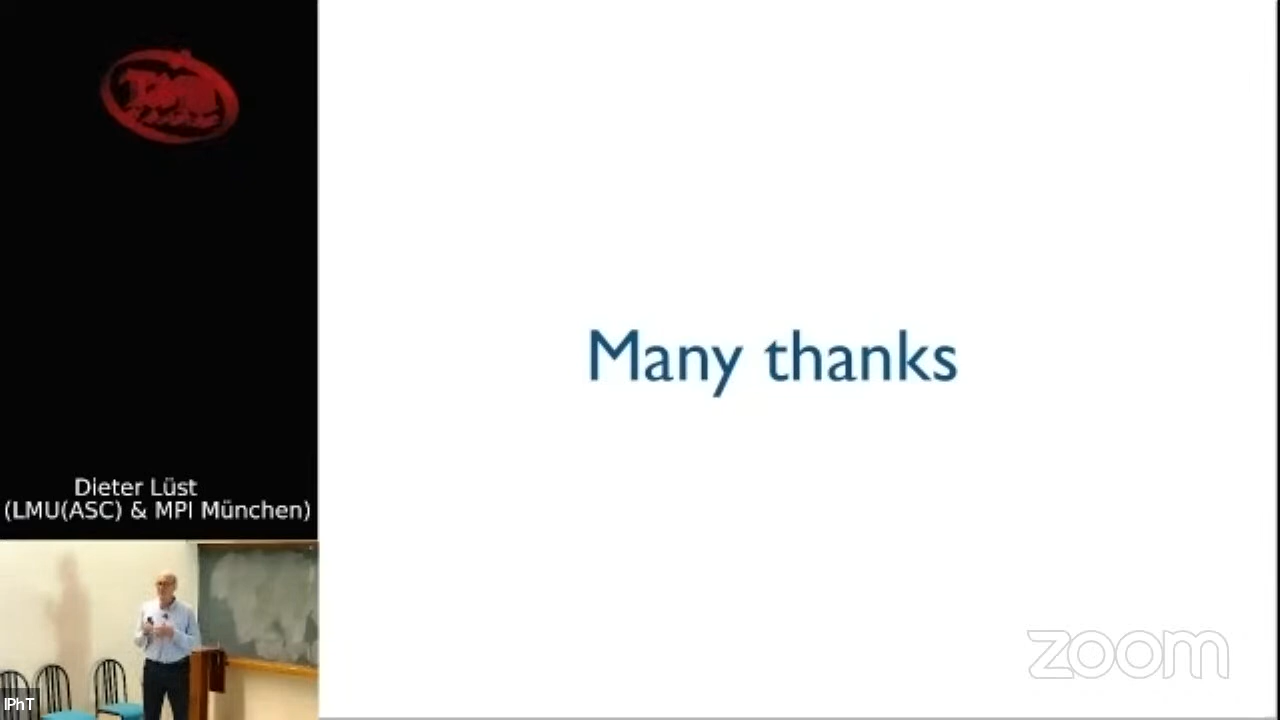 Dieter Lüst
(LMU(ASC) & MPI München)
IPhT
Many thanks
zoom